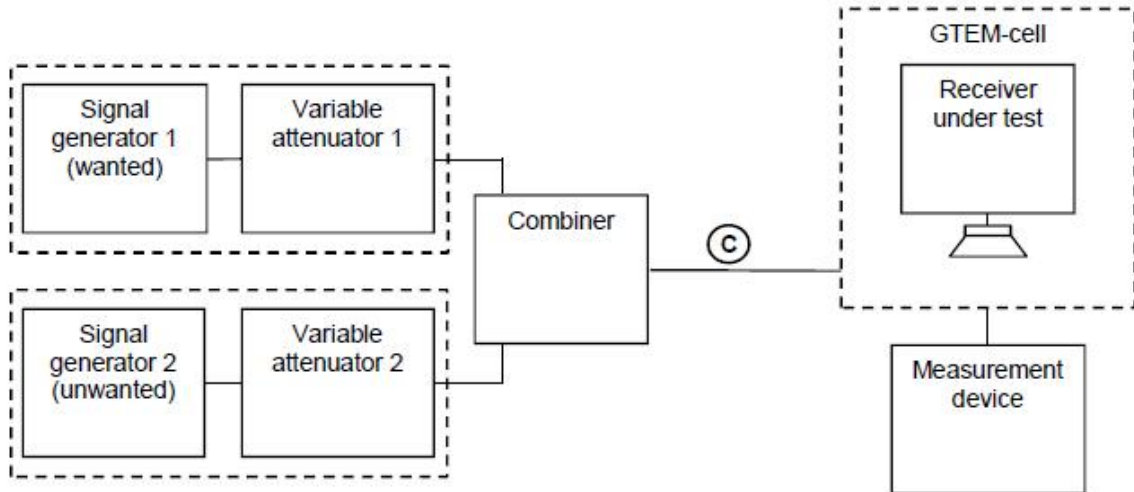 GTEM-cell
Signal
generator 1
(wanted)
Variable
attenuator 1
Receiver
under test
Combiner
C
Signal
generator 2
(unwanted)
Variable
attenuator 2
Measurement
device